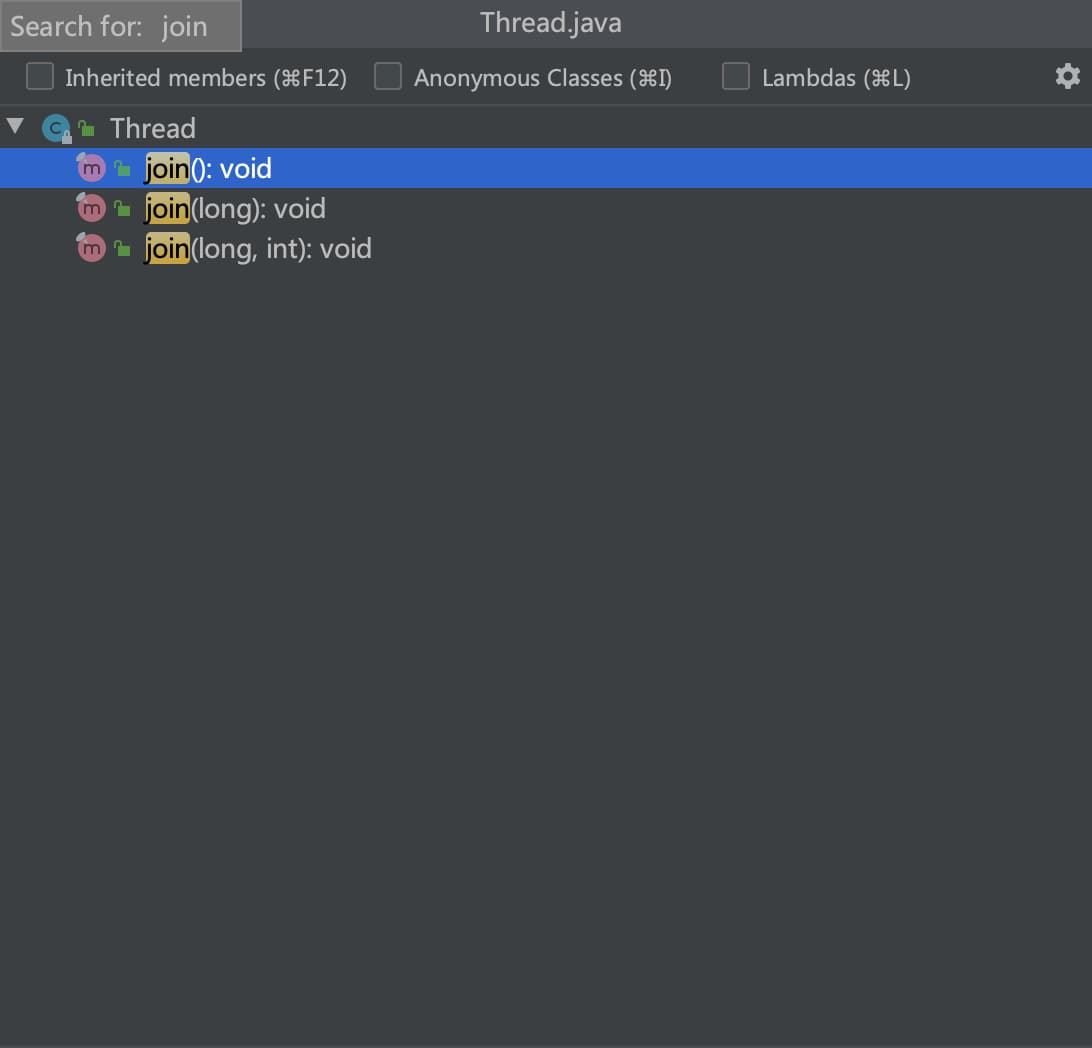 Search for: join
Thread.java
Inherited members (⌘F12) Anonymous Classes (⌘I) Lambdas (⌘L)
C Thread
m join(): void
m join(long): void
m join(long, int): void